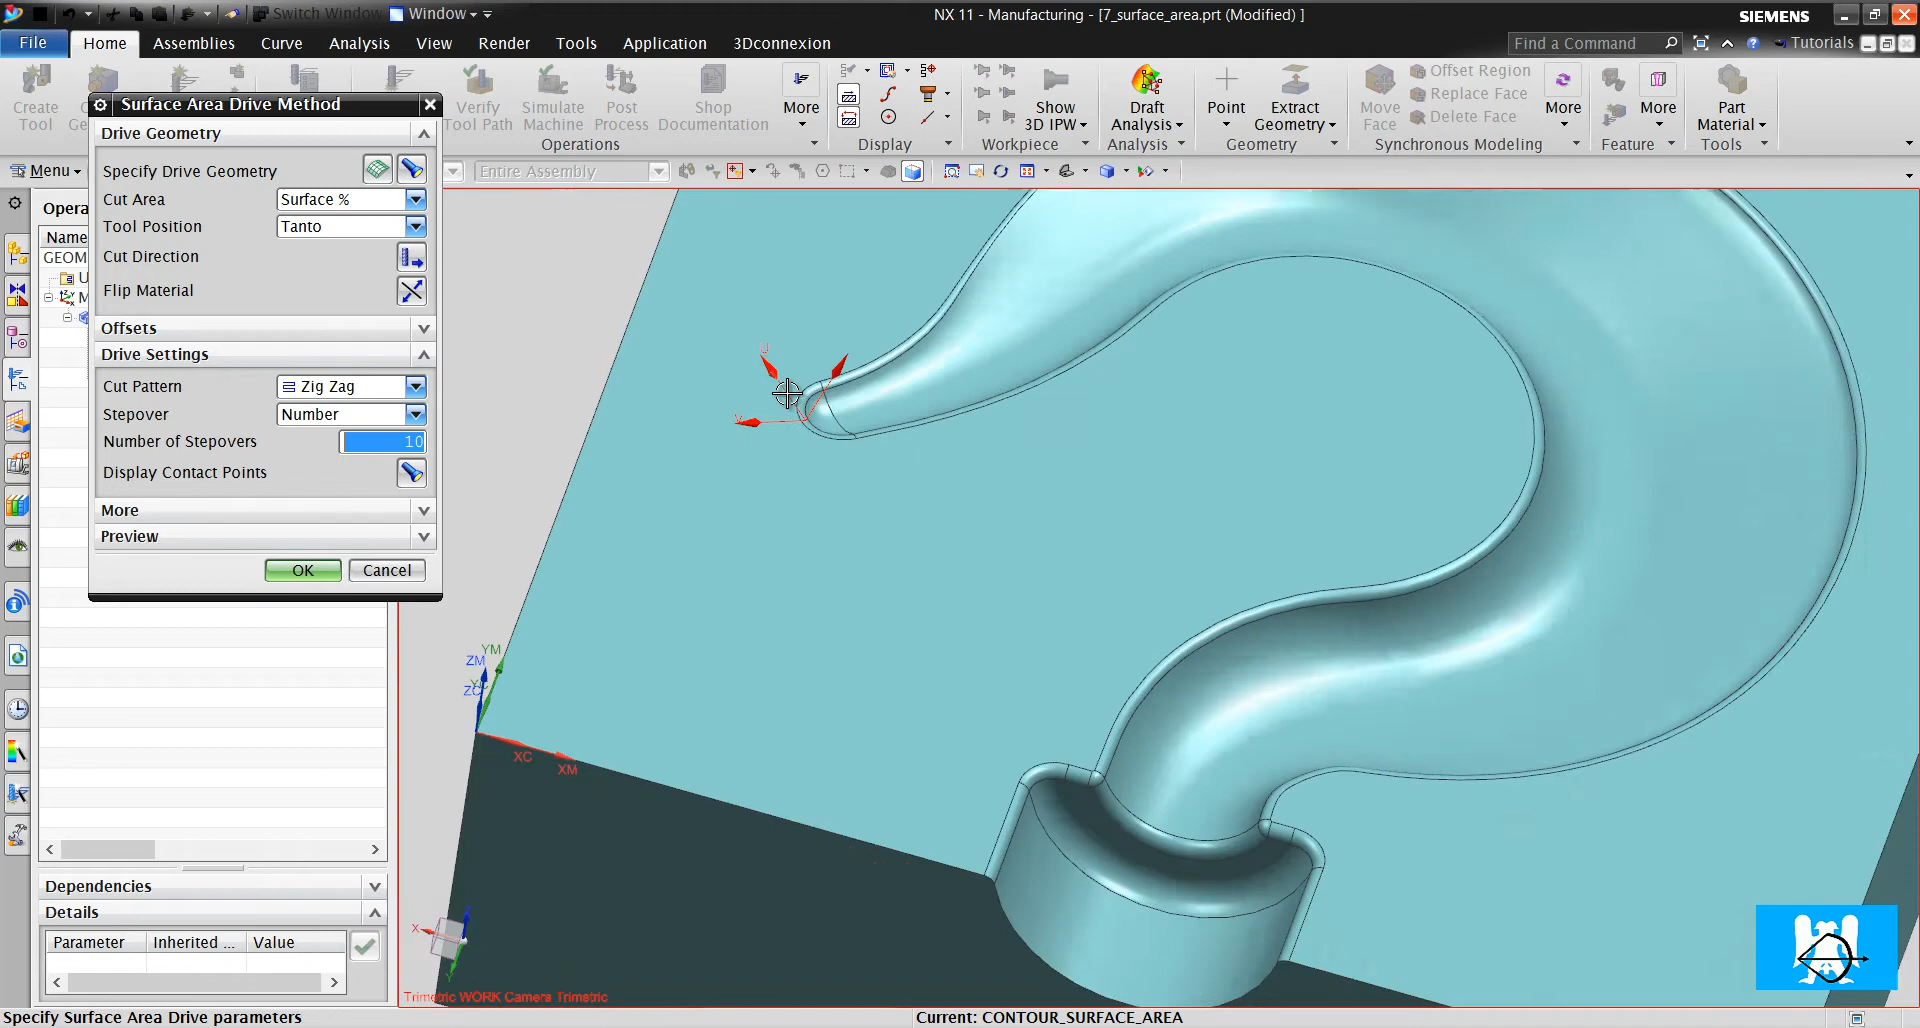 Switch Window Window
NX 11 - Manufacturing - [7_surface_area.prt (Modified) ]
SIEMENS
File Home Assemblies Curve Analysis View Render Tools Application 3Dconnexion
Find a Command
Tutorials
Create Tool
Verify Tool Path
Simulate Machine
Post Process
Shop Documentation
More
Show 3D IPW
Draft Analysis
Point
Extract Geometry
Move Face
Offset Region
Replace Face
Delete Face
More
More
Part Material
Operations
Display
Workpiece
Analysis
Geometry
Synchronous Modeling
Feature
Tools
Menu
Entire Assembly
Surface Area Drive Method
Drive Geometry
Specify Drive Geometry
Cut Area Surface %
Tool Position Tanto
Cut Direction
Flip Material
Offsets
Drive Settings
Cut Pattern Zig Zag
Stepover Number
Number of Stepovers 10
Display Contact Points
More
Preview
OK Cancel
Opera
Name
GEOM
U
M
Dependencies
Details
Parameter Inherited ... Value
U
V
YM
ZM
ZC
XC
XM
X
Y
Trimetric WORK Camera Trimetric
Specify Surface Area Drive parameters
Current: CONTOUR_SURFACE_AREA